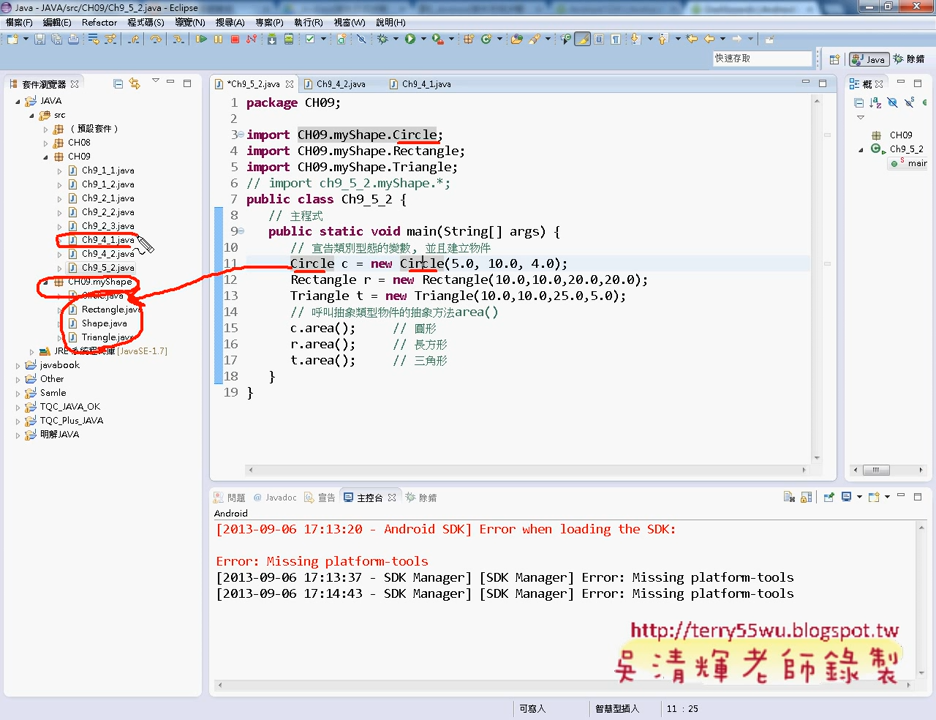 Java - JAVA/src/CH09/Ch9_5_2.java - Eclipse
檔案(F) 編輯(E) Refactor 程式碼(S) 導覽(N) 搜尋(A) 專案(P) 執行(R) 視窗(W) 說明(H)
快速存取
Java
除錯
套件瀏覽器
JAVA
src
(預設套件)
CH08
CH09
Ch9_1_1.java
Ch9_1_2.java
Ch9_2_1.java
Ch9_2_2.java
Ch9_2_3.java
Ch9_4_1.java
Ch9_4_2.java
Ch9_5_2.java
CH09.myShape
Circle.java
Rectangle.java
Shape.java
Triangle.java
JRE 系統程式庫 [JavaSE-1.7]
javabook
Other
Samle
TQC_JAVA_OK
TQC_Plus_JAVA
明解JAVA
*Ch9_5_2.java
Ch9_4_2.java
Ch9_4_1.java
1 package CH09;
2
3 import CH09.myShape.Circle;
4 import CH09.myShape.Rectangle;
5 import CH09.myShape.Triangle;
6 // import ch9_5_2.myShape.*;
7 public class Ch9_5_2 {
8 // 主程式
9 public static void main(String[] args) {
10 // 宣告類別型態的變數, 並且建立物件
11 Circle c = new Circle(5.0, 10.0, 4.0);
12 Rectangle r = new Rectangle(10.0,10.0,20.0,20.0);
13 Triangle t = new Triangle(10.0,10.0,25.0,5.0);
14 // 呼叫抽象類型物件的抽象方法area()
15 c.area(); // 圓形
16 r.area(); // 長方形
17 t.area(); // 三角形
18 }
19 }
概
CH09
Ch9_5_2
main
問題
Javadoc
宣告
主控台
除錯
Android
[2013-09-06 17:13:20 - Android SDK] Error when loading the SDK:
Error: Missing platform-tools
[2013-09-06 17:13:37 - SDK Manager] [SDK Manager] Error: Missing platform-tools
[2013-09-06 17:14:43 - SDK Manager] [SDK Manager] Error: Missing platform-tools
http://terry55wu.blogspot.tw
吳清輝老師錄製
可寫入
智慧型插入
11 : 25